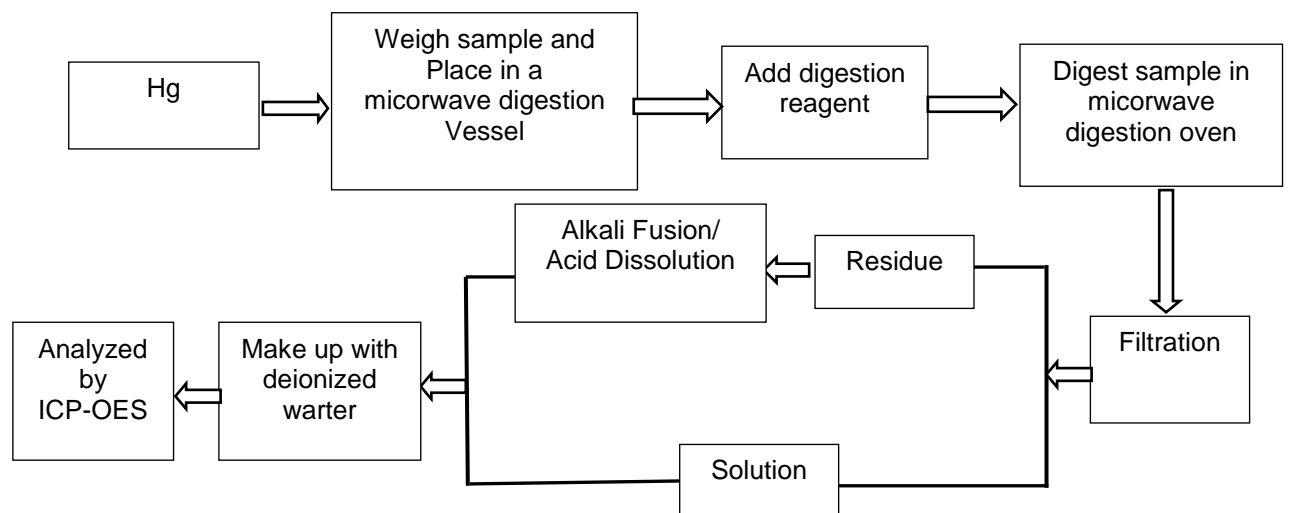 Hg
Weigh sample and
Place in a
micorwave digestion
Vessel
Add digestion
reagent
Digest sample in
micorwave
digestion oven
Filtration
Residue
Alkali Fusion/
Acid Dissolution
Solution
Make up with
deionized
warter
Analyzed
by
ICP-OES